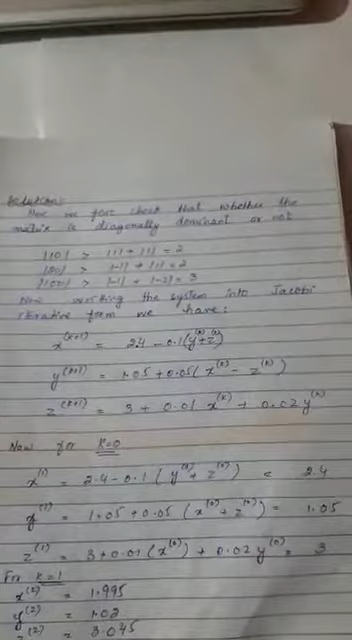 Solution:
Here we first check that whether the
matrix is diagonally dominant or not
|10| > |1| + |1| = 2
|20| > |-1| + |1| = 2
|100| > |-1| + |-2| = 3
Now writing the system into Jacobi
iterative form we have:
x^(k+1) = 2.4 - 0.1(y^(k) + z^(k))
y^(k+1) = 1.05 + 0.05(x^(k) - z^(k))
z^(k+1) = 3 + 0.01 x^(k) + 0.02 y^(k)
Now for k=0
x^(1) = 2.4 - 0.1 (y^(0) + z^(0)) = 2.4
y^(1) = 1.05 + 0.05 (x^(0) + z^(0)) = 1.05
z^(1) = 3 + 0.01 (x^(0)) + 0.02 y^(0) = 3
For k=1
x^(2) = 1.995
y^(2) = 1.02
z^(2) = 3.045